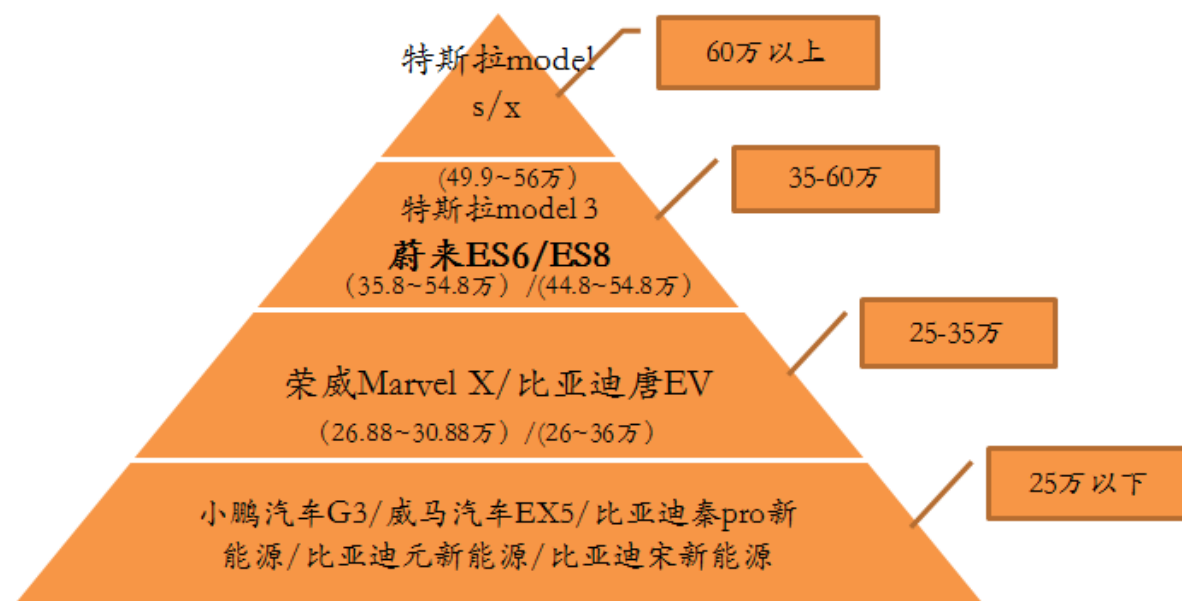 特斯拉model
s/x
60万以上
(49.9~56万)
特斯拉model 3
蔚来ES6/ES8
(35.8~54.8万) /(44.8~54.8万)
35-60万
荣威Marvel X/比亚迪唐EV
(26.88~30.88万) /(26~36万)
25-35万
小鹏汽车G3/威马汽车EX5/比亚迪秦pro新
能源/比亚迪元新能源/比亚迪宋新能源
25万以下